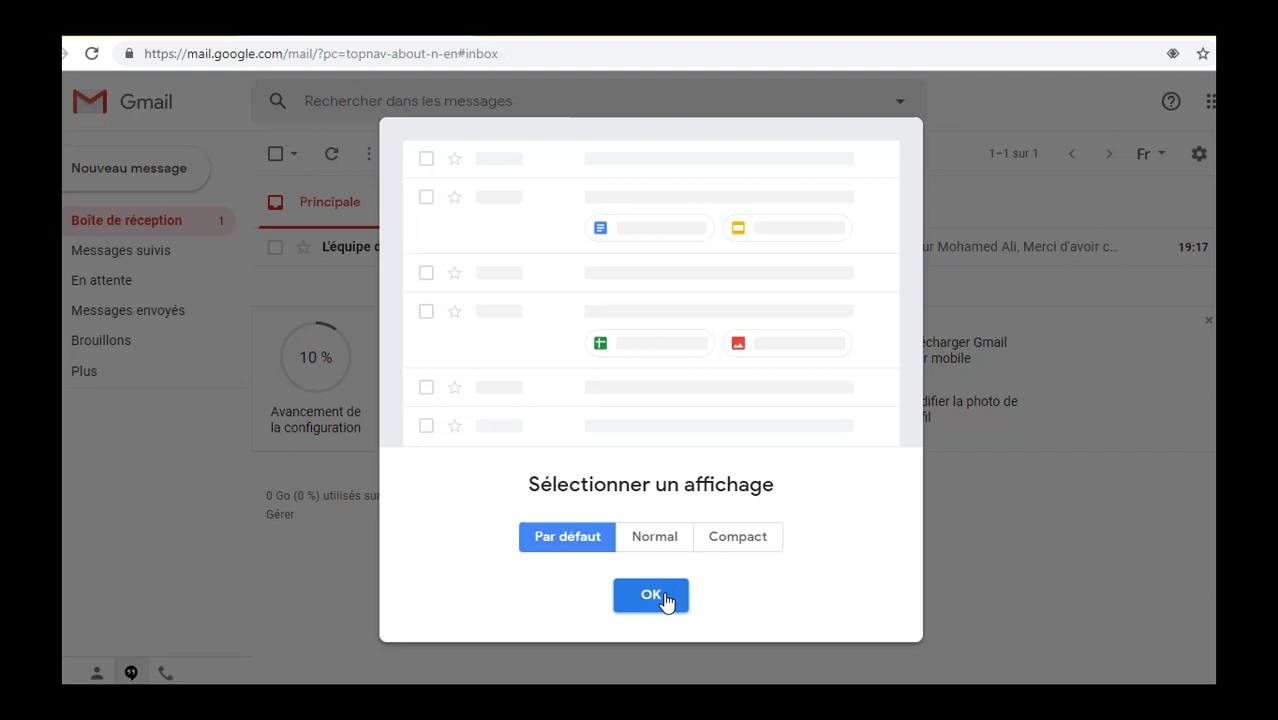 https://mail.google.com/mail/?pc=topnav-about-n-en#inbox
Gmail
Rechercher dans les messages
Nouveau message
1–1 sur 1
Fr
Boîte de réception 1
Principale
Messages suivis
L'équipe
ur Mohamed Ali, Merci d'avoir c... 19:17
En attente
Messages envoyés
Brouillons
Plus
10 %
Avancement de
la configuration
écharger Gmail
r mobile
difier la photo de
fil
0 Go (0 %) utilisés sur
Gérer
Sélectionner un affichage
Par défaut Normal Compact
OK